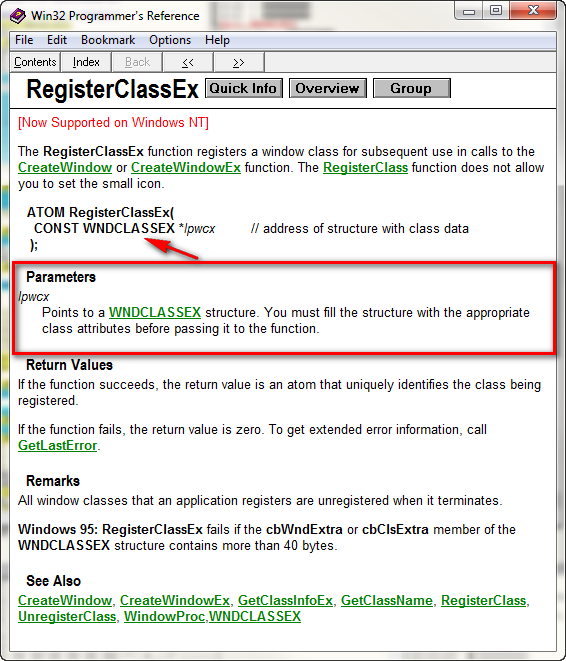 Win32 Programmer's Reference
File Edit Bookmark Options Help
Contents Index Back << >>
RegisterClassEx Quick Info Overview Group
[Now Supported on Windows NT]
The RegisterClassEx function registers a window class for subsequent use in calls to the
CreateWindow or CreateWindowEx function. The RegisterClass function does not allow
you to set the small icon.
ATOM RegisterClassEx(
CONST WNDCLASSEX *lpwcx // address of structure with class data
);
Parameters
lpwcx
Points to a WNDCLASSEX structure. You must fill the structure with the appropriate
class attributes before passing it to the function.
Return Values
If the function succeeds, the return value is an atom that uniquely identifies the class being
registered.
If the function fails, the return value is zero. To get extended error information, call
GetLastError.
Remarks
All window classes that an application registers are unregistered when it terminates.
Windows 95: RegisterClassEx fails if the cbWndExtra or cbClsExtra member of the
WNDCLASSEX structure contains more than 40 bytes.
See Also
CreateWindow, CreateWindowEx, GetClassInfoEx, GetClassName, RegisterClass,
UnregisterClass, WindowProc,WNDCLASSEX